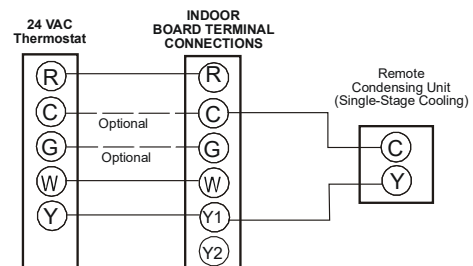 24 VAC
Thermostat
INDOOR
BOARD TERMINAL
CONNECTIONS
Remote
Condensing Unit
(Single-Stage Cooling)
R
R
C
Optional
C
C
G
Optional
G
W
W
Y
Y
Y1
Y2